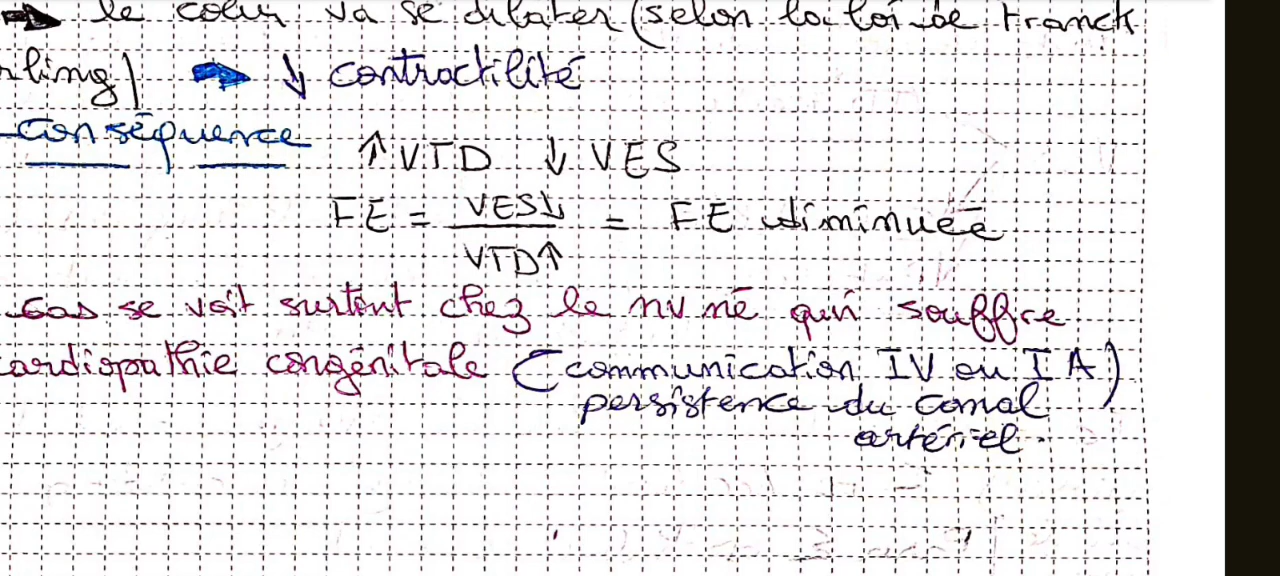 ➡ le cœur va se dilater (selon la loi de Franck
rling) ➡ ↓ contractilité
conséquence ↑ VTD ↓ VES
FE = VES↓ / VTD↑ = FE diminuée
cas se voit surtout chez le nv né qui souffre
cardiopathie congénitale (communication IV ou IA)
persistence du canal
artériel.